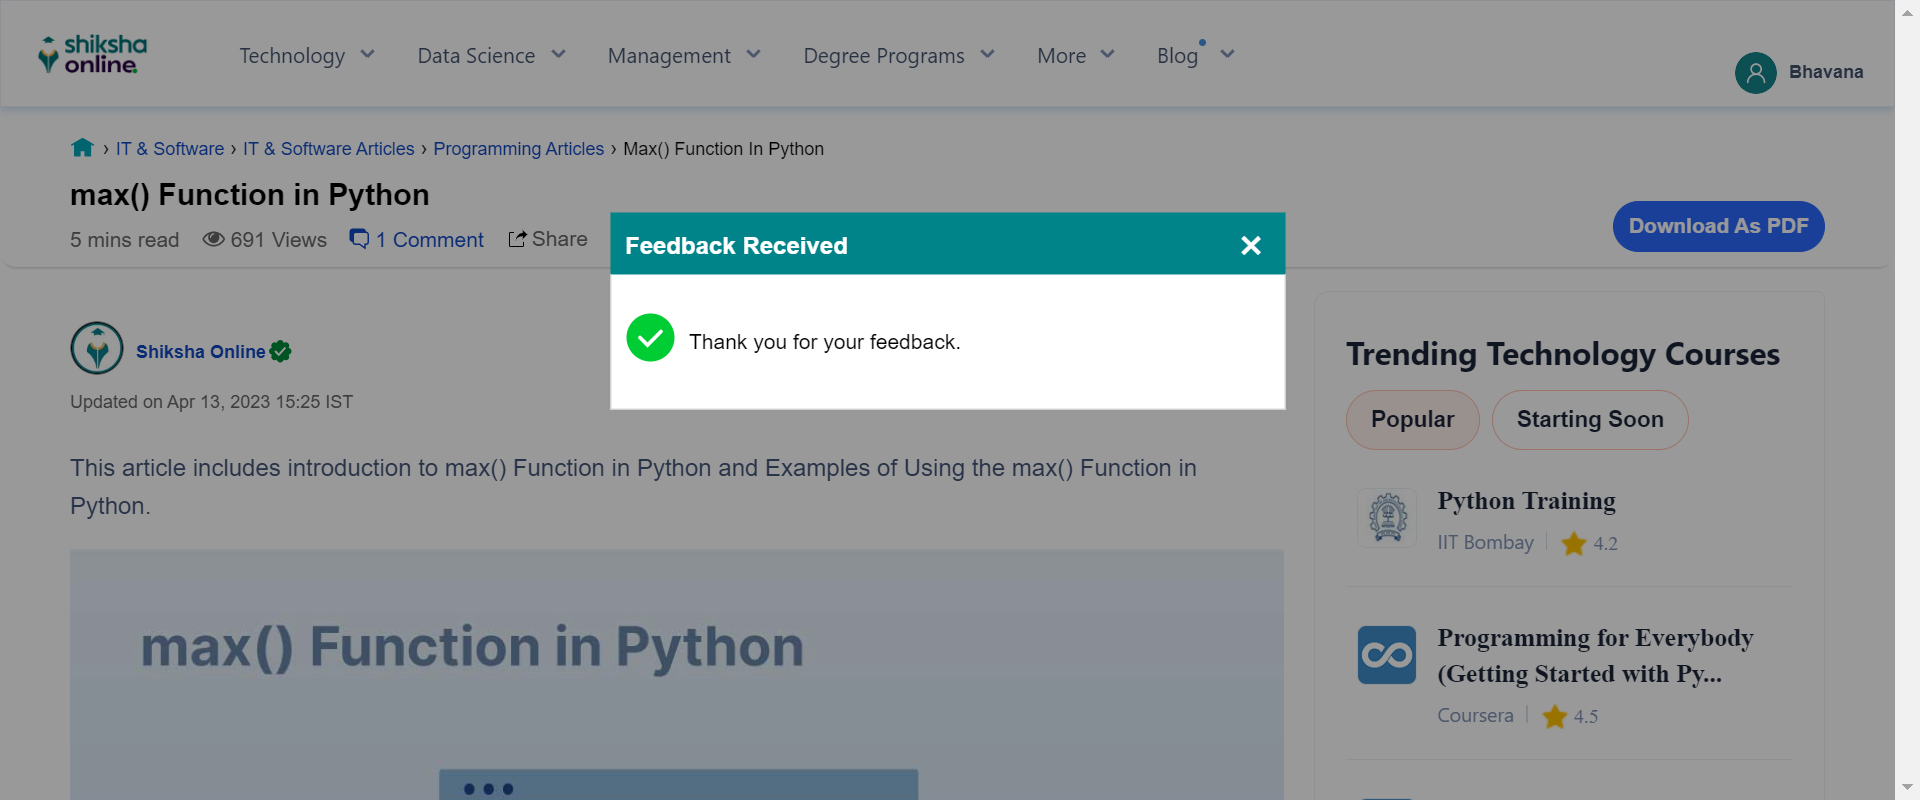 shiksha
online
Technology
Data Science
Management
Degree Programs
More
Blog
Bhavana
› IT & Software › IT & Software Articles › Programming Articles › Max() Function In Python
max() Function in Python
5 mins read
691 Views
1 Comment
Share
Download As PDF
Feedback Received
Thank you for your feedback.
Shiksha Online
Updated on Apr 13, 2023 15:25 IST
This article includes introduction to max() Function in Python and Examples of Using the max() Function in
Python.
max() Function in Python
Trending Technology Courses
Popular
Starting Soon
Python Training
IIT Bombay
4.2
Programming for Everybody
(Getting Started with Py...
Coursera
4.5